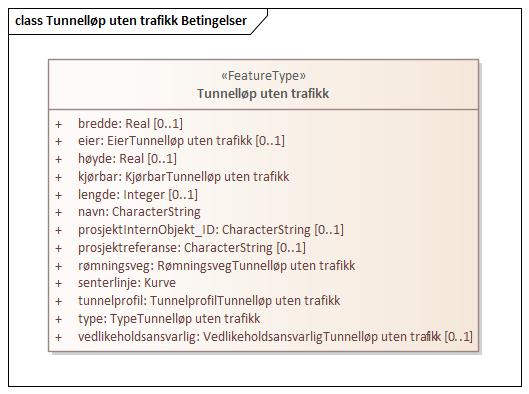 class Tunnelløp uten trafikk Betingelser
«FeatureType»
Tunnelløp uten trafikk
+ bredde: Real [0..1]
+ eier: EierTunnelløp uten trafikk [0..1]
+ høyde: Real [0..1]
+ kjørbar: KjørbarTunnelløp uten trafikk
+ lengde: Integer [0..1]
+ navn: CharacterString
+ prosjektInternObjekt_ID: CharacterString [0..1]
+ prosjektreferanse: CharacterString [0..1]
+ rømningsveg: RømningsvegTunnelløp uten trafikk
+ senterlinje: Kurve
+ tunnelprofil: TunnelprofilTunnelløp uten trafikk
+ type: TypeTunnelløp uten trafikk
+ vedlikeholdsansvarlig: VedlikeholdsansvarligTunnelløp uten trafikk [0..1]